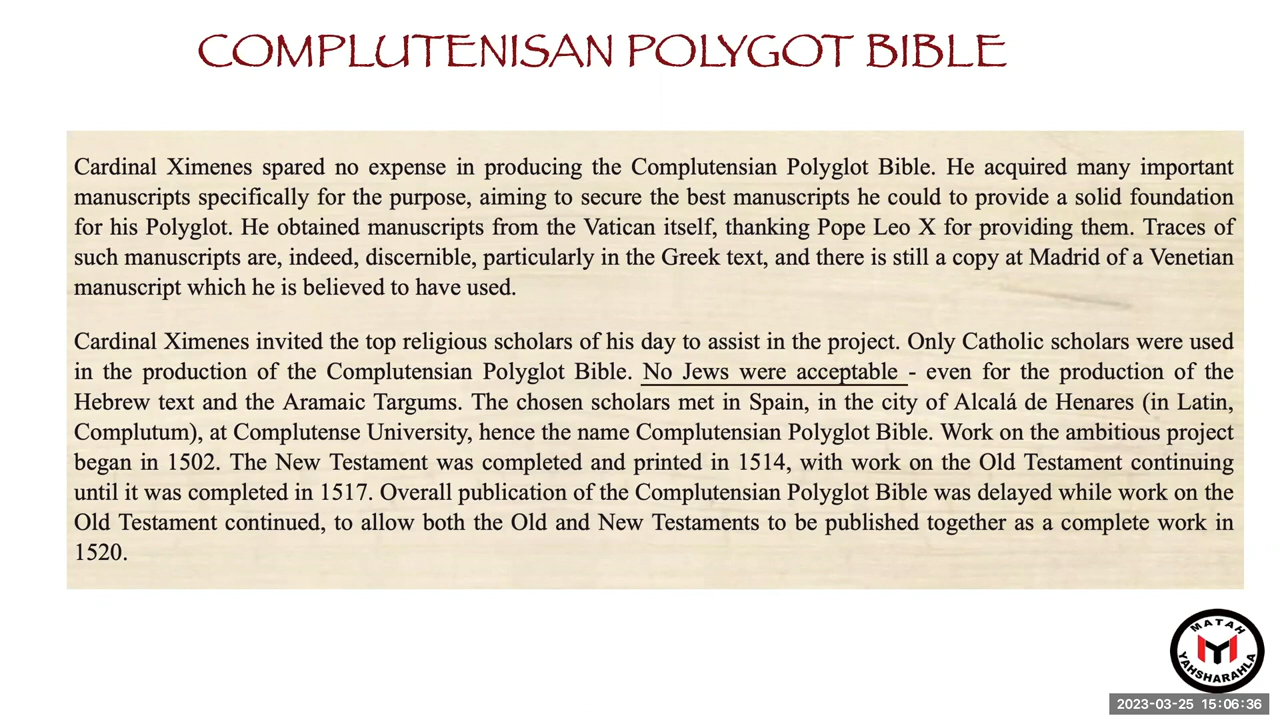 COMPLUTENISAN POLYGOT BIBLE
Cardinal Ximenes spared no expense in producing the Complutensian Polyglot Bible. He acquired many important
manuscripts specifically for the purpose, aiming to secure the best manuscripts he could to provide a solid foundation
for his Polyglot. He obtained manuscripts from the Vatican itself, thanking Pope Leo X for providing them. Traces of
such manuscripts are, indeed, discernible, particularly in the Greek text, and there is still a copy at Madrid of a Venetian
manuscript which he is believed to have used.
Cardinal Ximenes invited the top religious scholars of his day to assist in the project. Only Catholic scholars were used
in the production of the Complutensian Polyglot Bible. No Jews were acceptable - even for the production of the
Hebrew text and the Aramaic Targums. The chosen scholars met in Spain, in the city of Alcalá de Henares (in Latin,
Complutum), at Complutense University, hence the name Complutensian Polyglot Bible. Work on the ambitious project
began in 1502. The New Testament was completed and printed in 1514, with work on the Old Testament continuing
until it was completed in 1517. Overall publication of the Complutensian Polyglot Bible was delayed while work on the
Old Testament continued, to allow both the Old and New Testaments to be published together as a complete work in
1520.
MATAH
MY
YAHSHARAHLA
2023-03-25 15:06:36